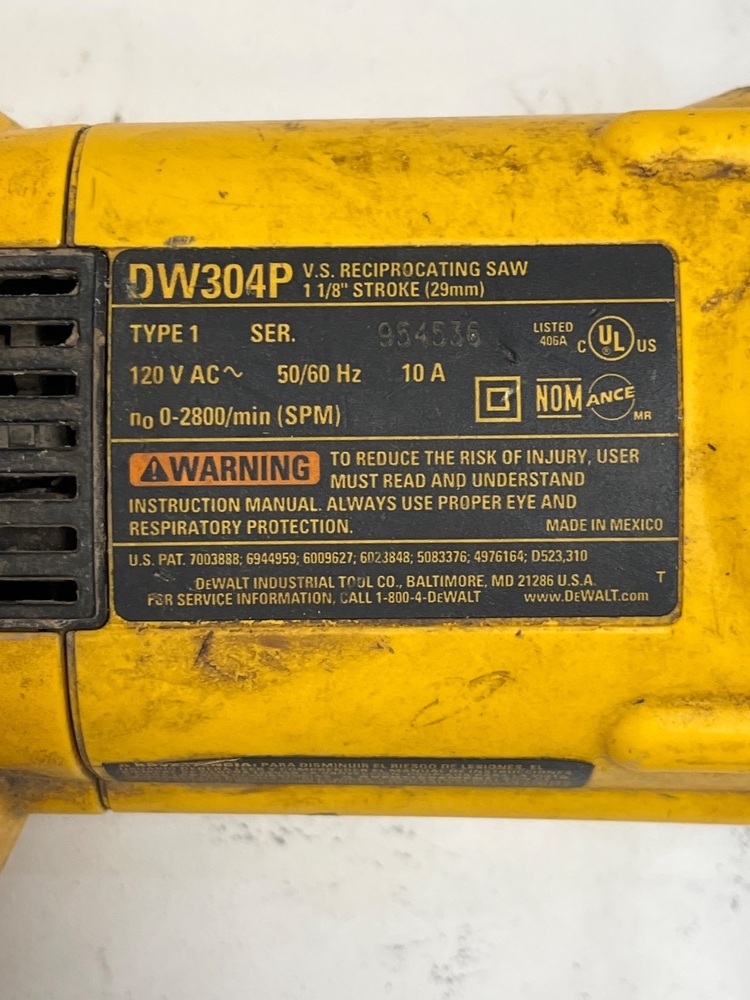 DW304P V.S. RECIPROCATING SAW
1 1/8" STROKE (29mm)
TYPE 1 SER. 954536
LISTED
406A
C UL ® US
120 V AC~ 50/60 Hz 10 A
NOM ANCE
MR
n0 0-2800/min (SPM)
⚠WARNING TO REDUCE THE RISK OF INJURY, USER
MUST READ AND UNDERSTAND
INSTRUCTION MANUAL. ALWAYS USE PROPER EYE AND
RESPIRATORY PROTECTION. MADE IN MEXICO
U.S. PAT. 7003888; 6944959; 6009627; 6023848; 5083376; 4976164; D523,310
DEWALT INDUSTRIAL TOOL CO., BALTIMORE, MD 21286 U.S.A. T
FOR SERVICE INFORMATION, CALL 1-800-4-DEWALT www.DEWALT.com
PARA DISMINUIR EL RIESGO DE LESIONES, EL